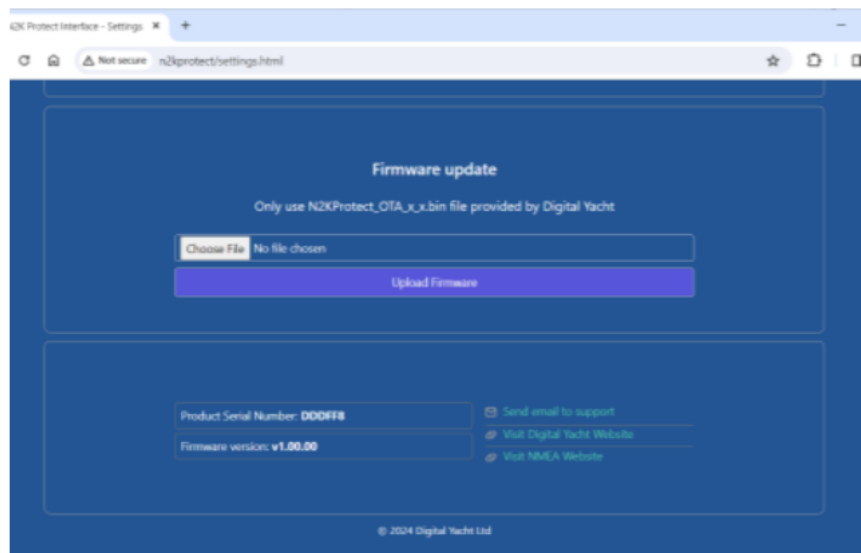 N2K Protect Interface - Settings
Not secure n2kprotect/settings.html
Firmware update
Only use N2KProtect_OTA_x_x.bin file provided by Digital Yacht
Choose File No file chosen
Upload Firmware
Product Serial Number: DDDFF8
Firmware version: v1.00.00
Send email to support
Visit Digital Yacht Website
Visit NMEA Website
© 2024 Digital Yacht Ltd